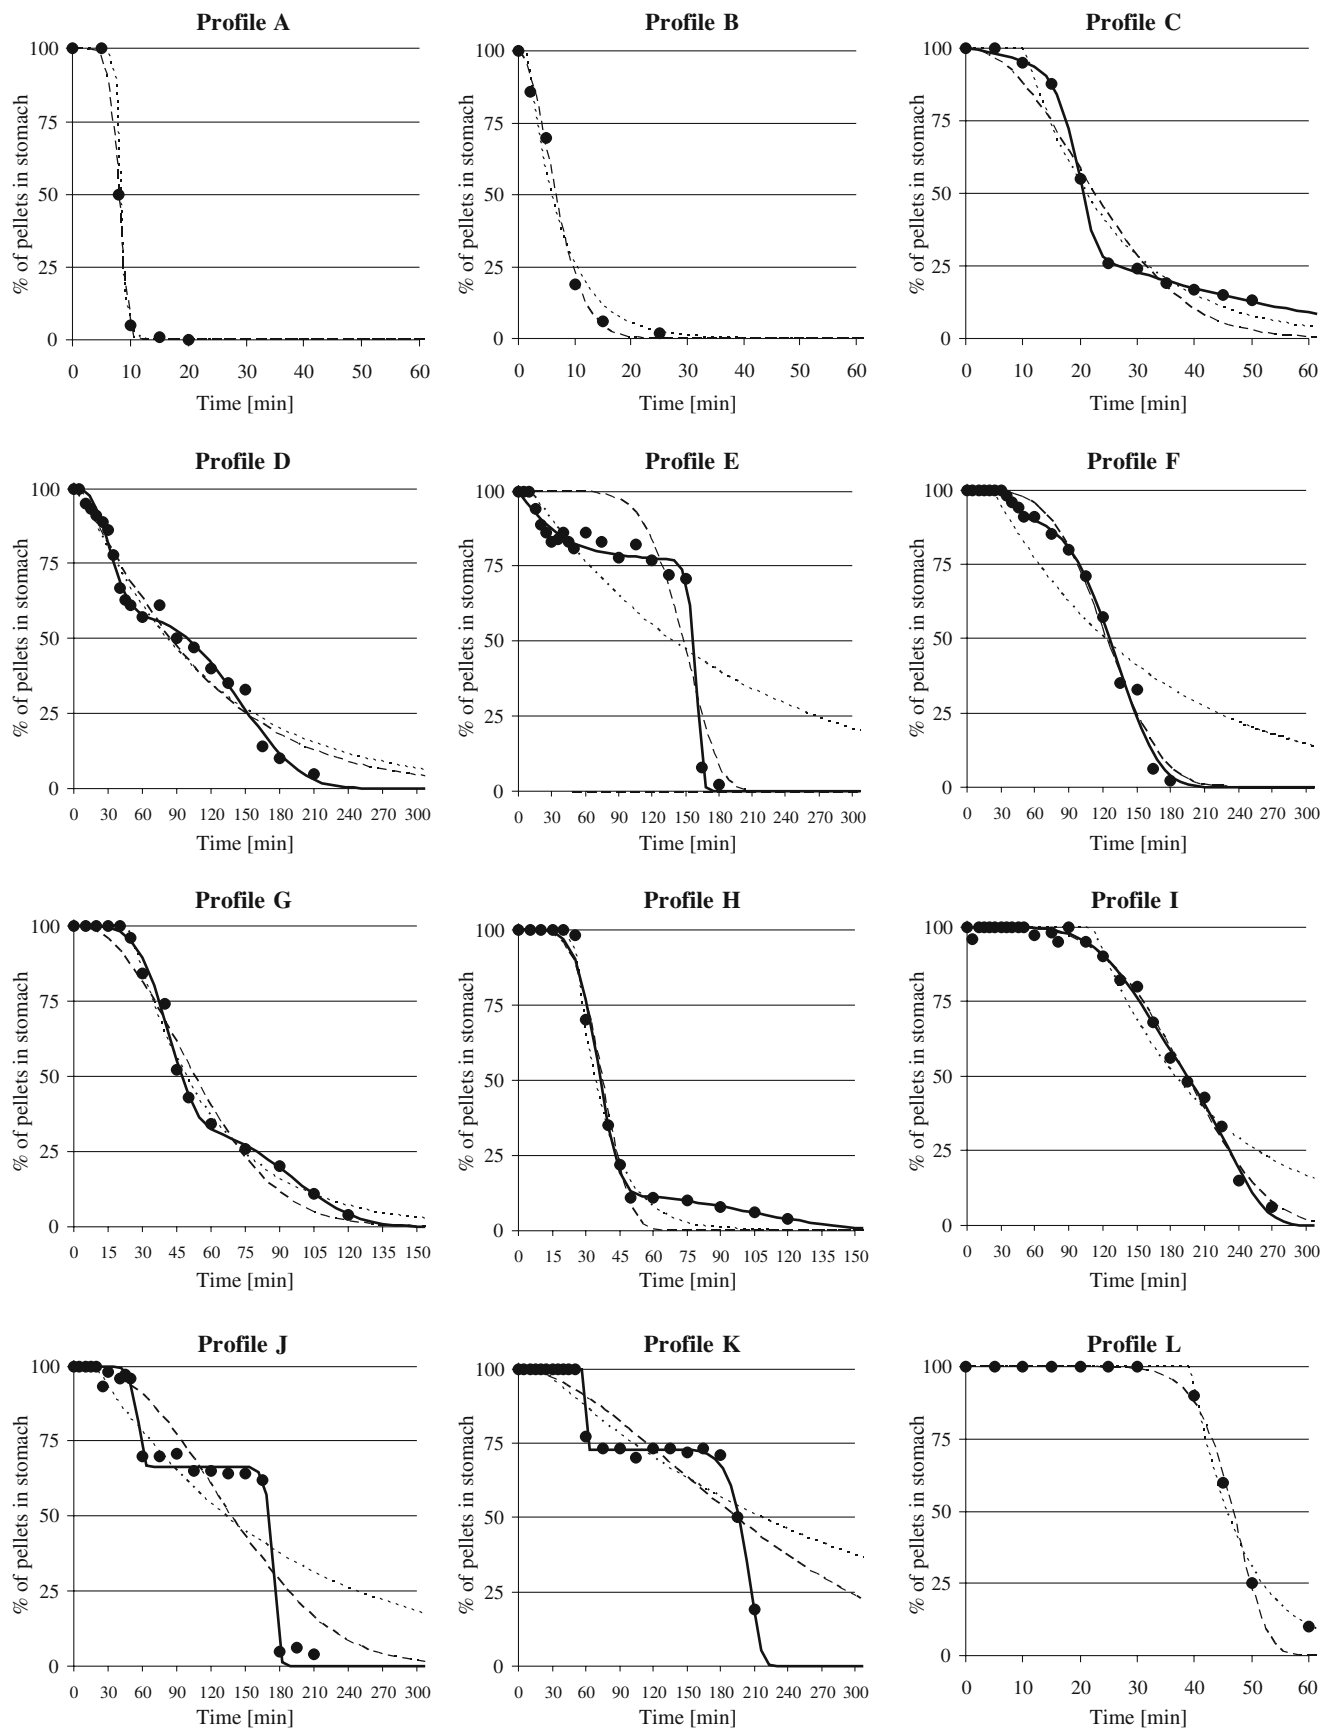 Profile A
% of pellets in stomach
100
75
50
25
0
0 10 20 30 40 50 60
Time [min]
Profile B
% of pellets in stomach
100
75
50
25
0
0 10 20 30 40 50 60
Time [min]
Profile C
% of pellets in stomach
100
75
50
25
0
0 10 20 30 40 50 60
Time [min]
Profile D
% of pellets in stomach
100
75
50
25
0
0 30 60 90 120 150 180 210 240 270 300
Time [min]
Profile E
% of pellets in stomach
100
75
50
25
0
0 30 60 90 120 150 180 210 240 270 300
Time [min]
Profile F
% of pellets in stomach
100
75
50
25
0
0 30 60 90 120 150 180 210 240 270 300
Time [min]
Profile G
% of pellets in stomach
100
75
50
25
0
0 15 30 45 60 75 90 105 120 135 150
Time [min]
Profile H
% of pellets in stomach
100
75
50
25
0
0 15 30 45 60 75 90 105 120 135 150
Time [min]
Profile I
% of pellets in stomach
100
75
50
25
0
0 30 60 90 120 150 180 210 240 270 300
Time [min]
Profile J
% of pellets in stomach
100
75
50
25
0
0 30 60 90 120 150 180 210 240 270 300
Time [min]
Profile K
% of pellets in stomach
100
75
50
25
0
0 30 60 90 120 150 180 210 240 270 300
Time [min]
Profile L
% of pellets in stomach
100
75
50
25
0
0 10 20 30 40 50 60
Time [min]